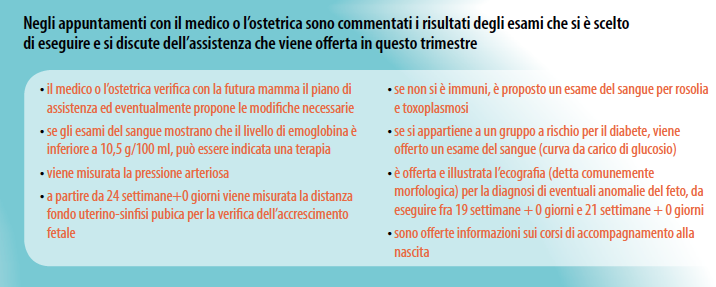 Negli appuntamenti con il medico o l'ostetrica sono commentati i risultati degli esami che si è scelto
di eseguire e si discute dell'assistenza che viene offerta in questo trimestre
• il medico o l'ostetrica verifica con la futura mamma il piano di
assistenza ed eventualmente propone le modifiche necessarie
• se gli esami del sangue mostrano che il livello di emoglobina è
inferiore a 10,5 g/100 ml, può essere indicata una terapia
• viene misurata la pressione arteriosa
• a partire da 24 settimane+0 giorni viene misurata la distanza
fondo uterino-sinfisi pubica per la verifica dell'accrescimento
fetale
• se non si è immuni, è proposto un esame del sangue per rosolia
e toxoplasmosi
• se si appartiene a un gruppo a rischio per il diabete, viene
offerto un esame del sangue (curva da carico di glucosio)
• è offerta e illustrata l'ecografia (detta comunemente
morfologica) per la diagnosi di eventuali anomalie del feto, da
eseguire fra 19 settimane + 0 giorni e 21 settimane + 0 giorni
• sono offerte informazioni sui corsi di accompagnamento alla
nascita